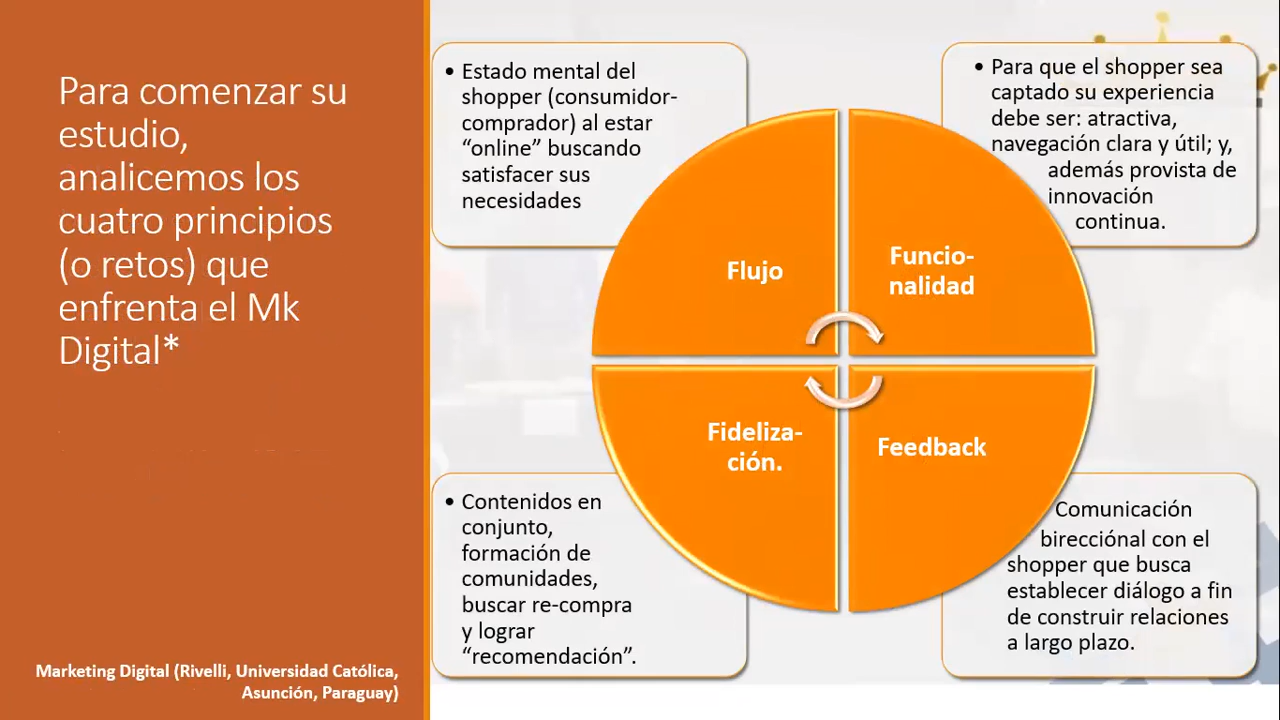 Para comenzar su
estudio,
analicemos los
cuatro principios
(o retos) que
enfrenta el Mk
Digital*
Marketing Digital (Rivelli, Universidad Católica,
Asunción, Paraguay)
• Estado mental del
shopper (consumidor-
comprador) al estar
“online” buscando
satisfacer sus
necesidades
• Para que el shopper sea
captado su experiencia
debe ser: atractiva,
navegación clara y útil; y,
además provista de
innovación
continua.
Flujo
Funcio-
nalidad
Fideliza-
ción.
Feedback
• Contenidos en
conjunto,
formación de
comunidades,
buscar re-compra
y lograr
“recomendación”.
Comunicación
birecciónal con el
shopper que busca
establecer diálogo a fin
de construir relaciones
a largo plazo.